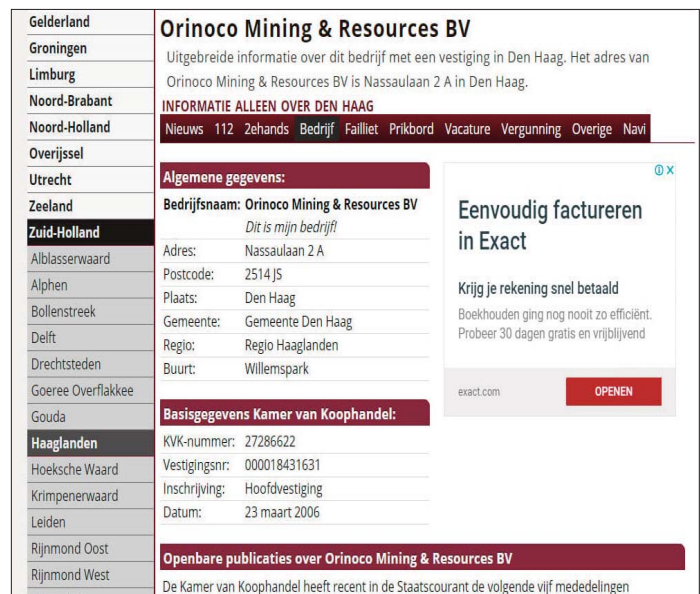 Gelderland
Groningen
Limburg
Noord-Brabant
Noord-Holland
Overijssel
Utrecht
Zeeland
Zuid-Holland
Alblasserwaard
Alphen
Bollenstreek
Delft
Drechtsteden
Goeree Overflakkee
Gouda
Haaglanden
Hoeksche Waard
Krimpenerwaard
Leiden
Rijnmond Oost
Rijnmond West
Orinoco Mining & Resources BV
Uitgebreide informatie over dit bedrijf met een vestiging in Den Haag. Het adres van
Orinoco Mining & Resources BV is Nassaulaan 2 A in Den Haag.
INFORMATIE ALLEEN OVER DEN HAAG
Nieuws 112 2ehands Bedrijf Failliet Prikbord Vacature Vergunning Overige Navi
Algemene gegevens:
Bedrijfsnaam: Orinoco Mining & Resources BV
Dit is mijn bedrijf!
Adres: Nassaulaan 2 A
Postcode: 2514 JS
Plaats: Den Haag
Gemeente: Gemeente Den Haag
Regio: Regio Haaglanden
Buurt: Willemspark
Eenvoudig factureren
in Exact
Krijg je rekening snel betaald
Boekhouden ging nog nooit zo efficiënt.
Probeer 30 dagen gratis en vrijblijvend
exact.com OPENEN
Basisgegevens Kamer van Koophandel:
KVK-nummer: 27286622
Vestigingsnr: 000018431631
Inschrijving: Hoofdvestiging
Datum: 23 maart 2006
Openbare publicaties over Orinoco Mining & Resources BV
De Kamer van Koophandel heeft recent in de Staatscourant de volgende vijf mededelingen